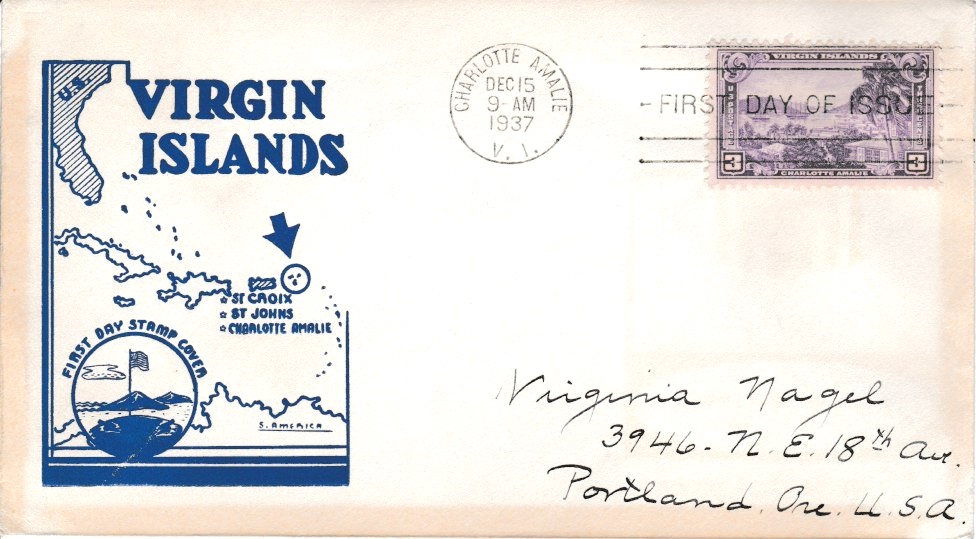 U.S.
VIRGIN
ISLANDS
ST CROIX
ST JOHNS
CHARLOTTE AMALIE
FIRST DAY STAMP COVER
S. AMERICA
CHARLOTTE AMALIE
DEC 15
9-AM
1937
V. I.
- FIRST DAY OF ISSUE -
VIRGIN ISLANDS
3 3
CHARLOTTE AMALIE
Virginia Nagel
3946 - N.E. 18th Av.
Portland, Ore. U.S.A.